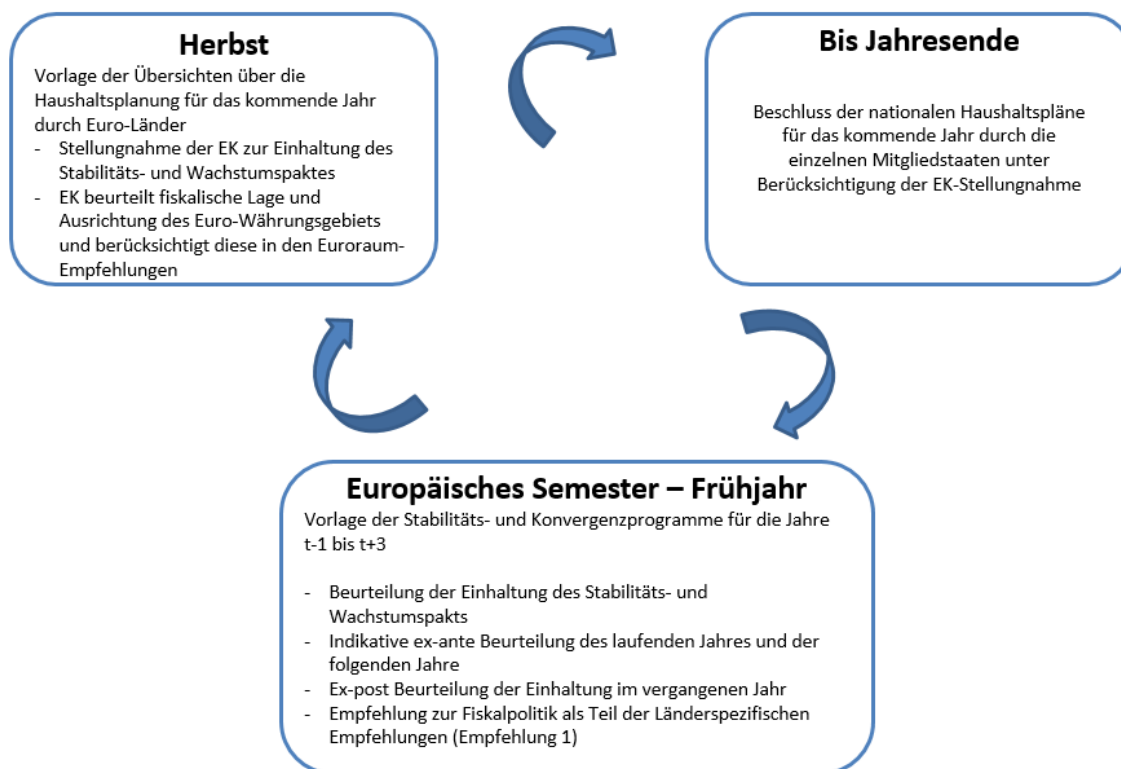 Herbst
Vorlage der Übersichten über die
Haushaltsplanung für das kommende Jahr
durch Euro-Länder
- Stellungnahme der EK zur Einhaltung des
Stabilitäts- und Wachstumspaktes
- EK beurteilt fiskalische Lage und
Ausrichtung des Euro-Währungsgebiets
und berücksichtigt diese in den Euroraum-
Empfehlungen
Bis Jahresende
Beschluss der nationalen Haushaltspläne
für das kommende Jahr durch die
einzelnen Mitgliedstaaten unter
Berücksichtigung der EK-Stellungnahme
Europäisches Semester – Frühjahr
Vorlage der Stabilitäts- und Konvergenzprogramme für die Jahre
t-1 bis t+3
- Beurteilung der Einhaltung des Stabilitäts- und
Wachstumspakts
- Indikative ex-ante Beurteilung des laufenden Jahres und der
folgenden Jahre
- Ex-post Beurteilung der Einhaltung im vergangenen Jahr
- Empfehlung zur Fiskalpolitik als Teil der Länderspezifischen
Empfehlungen (Empfehlung 1)